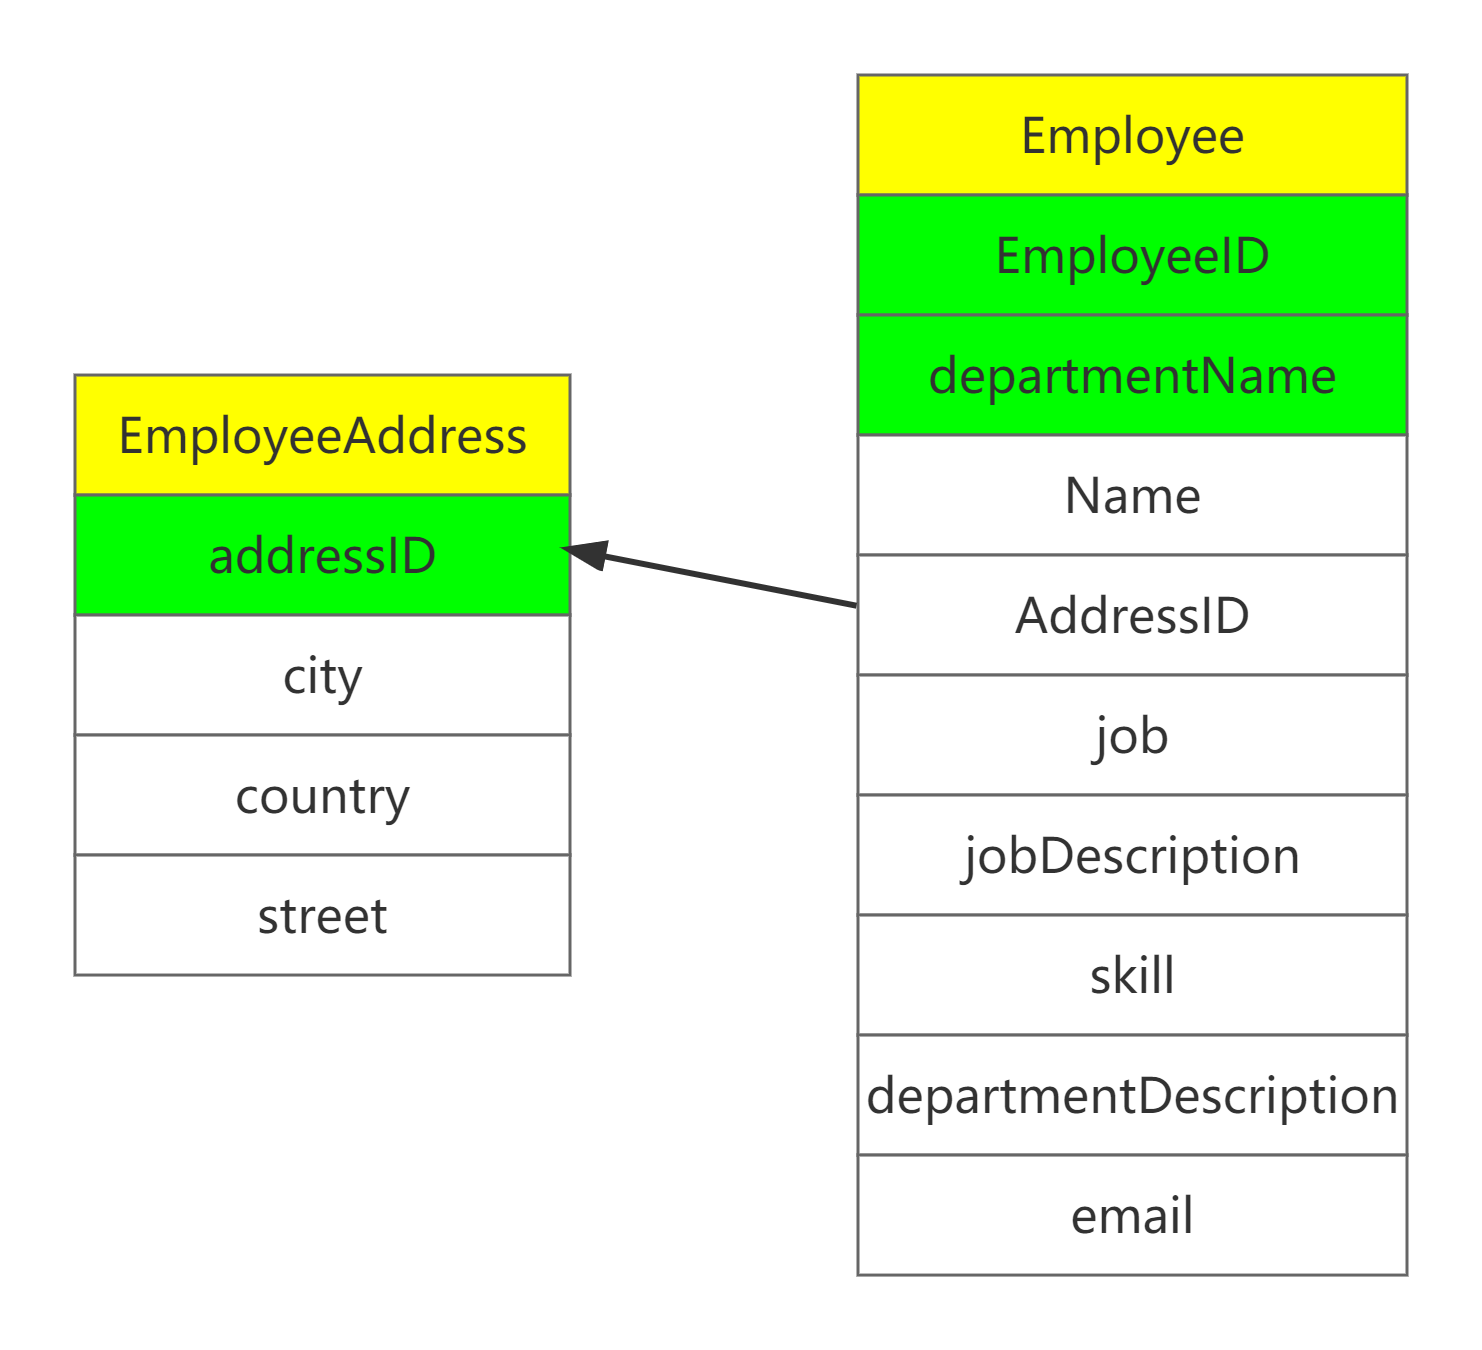 EmployeeAddress
addressID
city
country
street
Employee
EmployeeID
departmentName
Name
AddressID
job
jobDescription
skill
departmentDescription
email